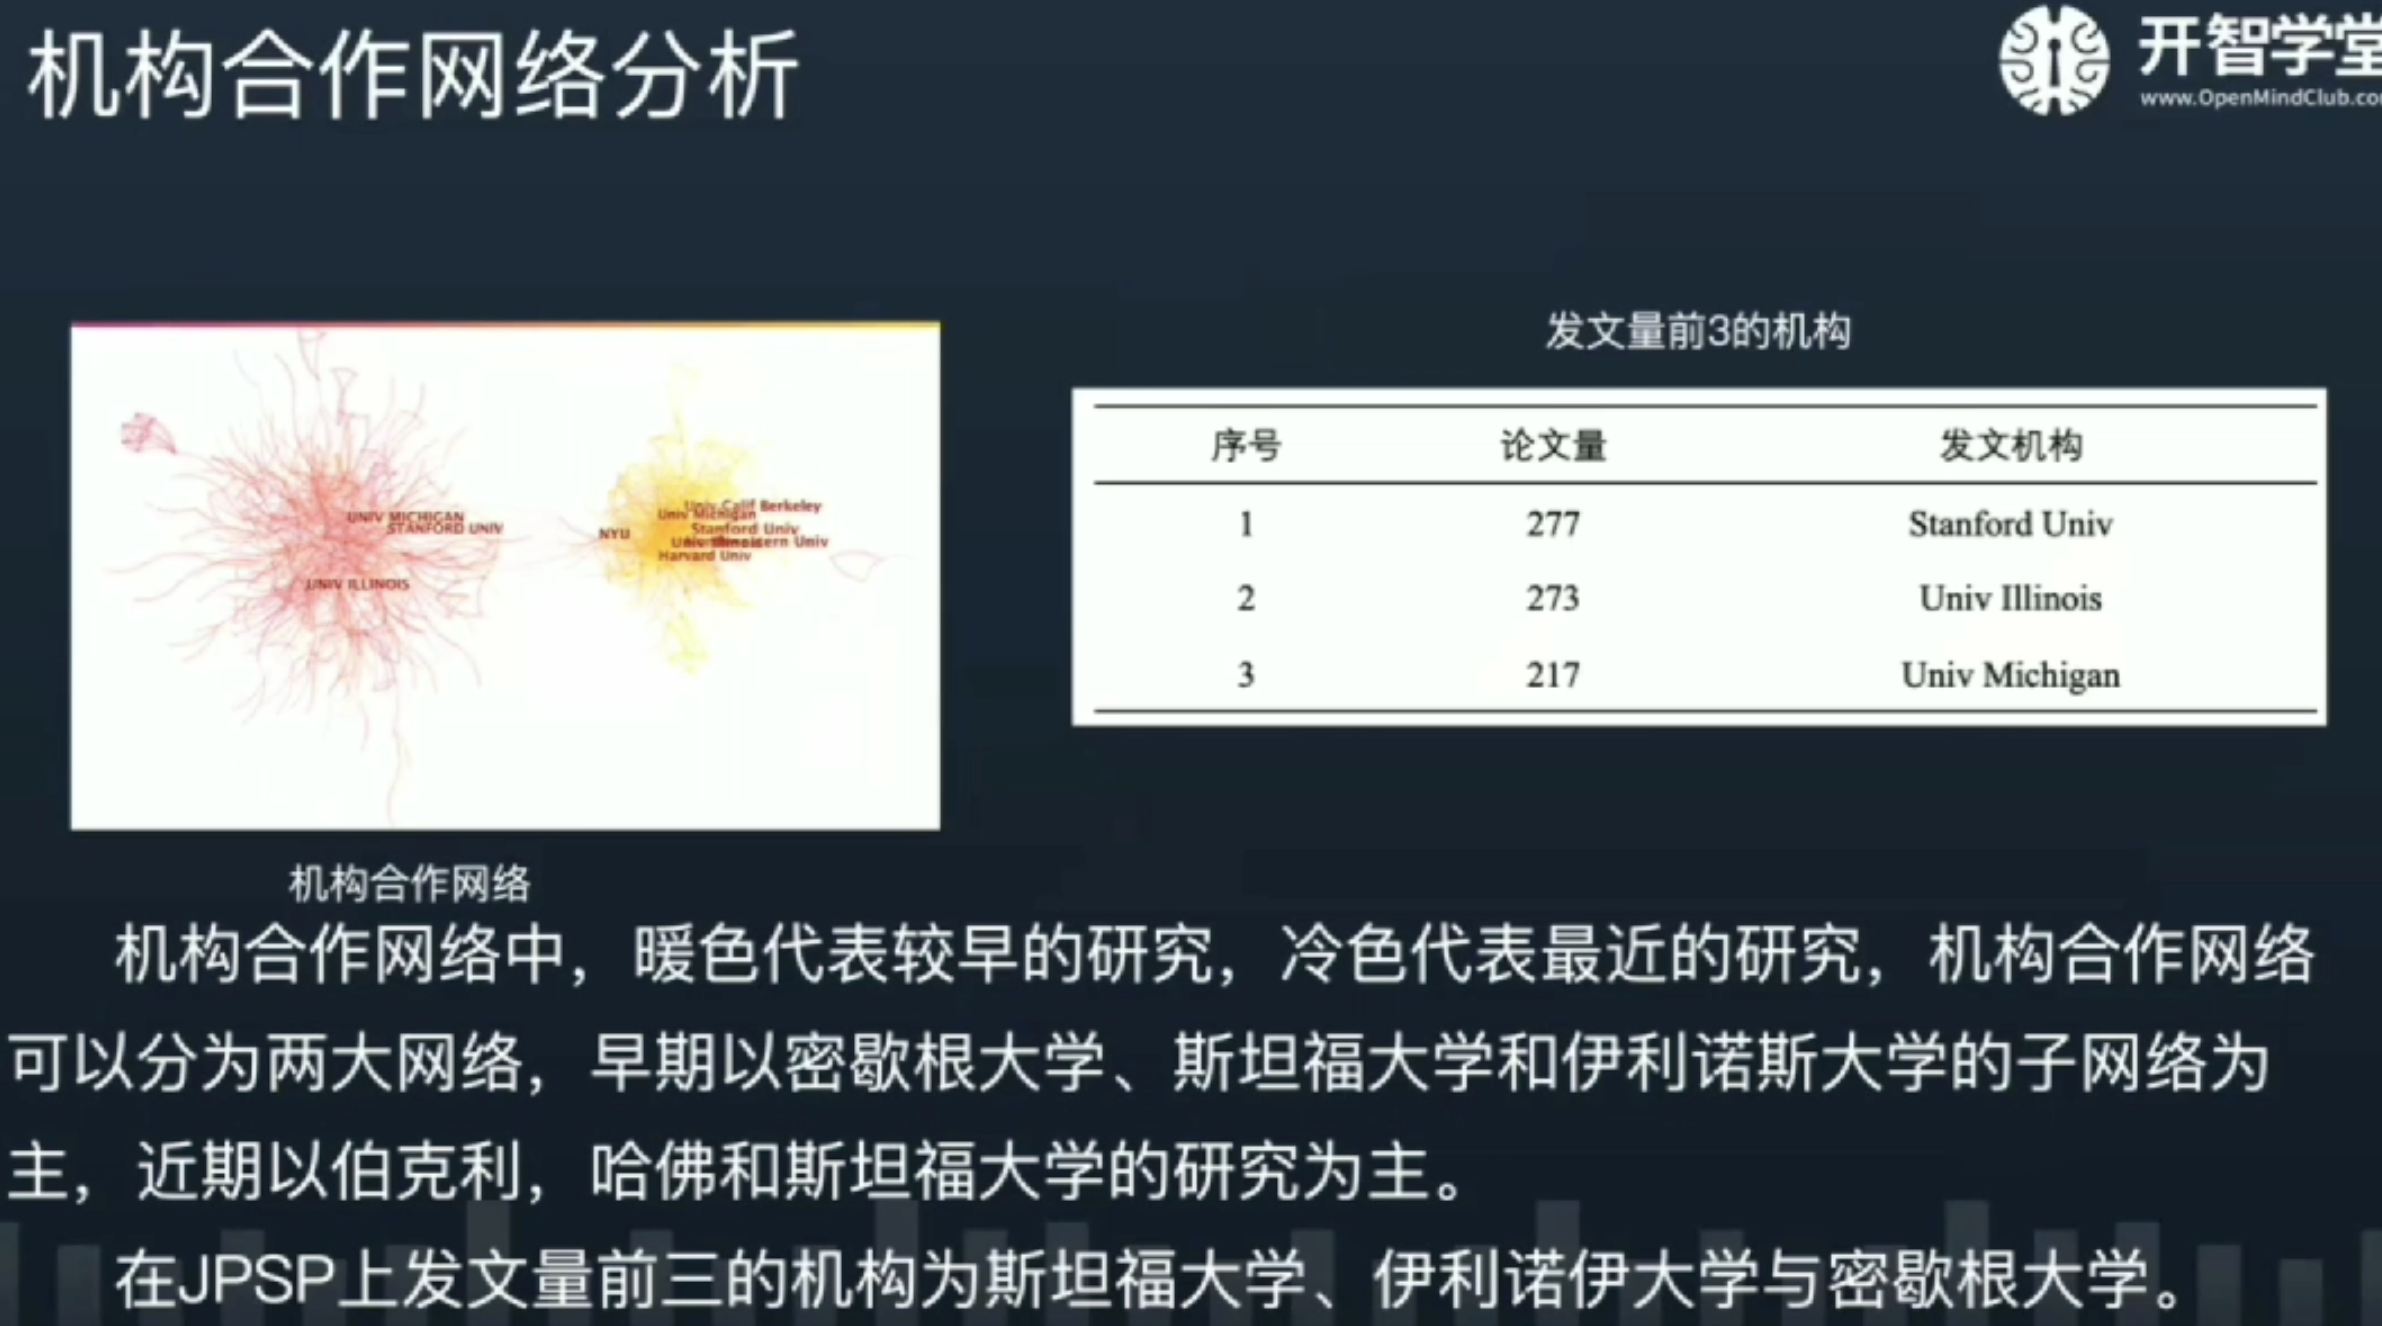 机构合作网络分析
开智学堂
www.OpenMindClub.co
发文量前3的机构
序号 论文量 发文机构
1 277 Stanford Univ
2 273 Univ Illinois
3 217 Univ Michigan
UNIV MICHIGAN
STANFORD UNIV
UNIV ILLINOIS
NYU
Univ Calif Berkeley
Univ Michigan
Stanford Univ
Harvard Univ
机构合作网络
机构合作网络中，暖色代表较早的研究，冷色代表最近的研究，机构合作网络
可以分为两大网络，早期以密歇根大学、斯坦福大学和伊利诺斯大学的子网络为
主，近期以伯克利，哈佛和斯坦福大学的研究为主。
在JPSP上发文量前三的机构为斯坦福大学、伊利诺伊大学与密歇根大学。